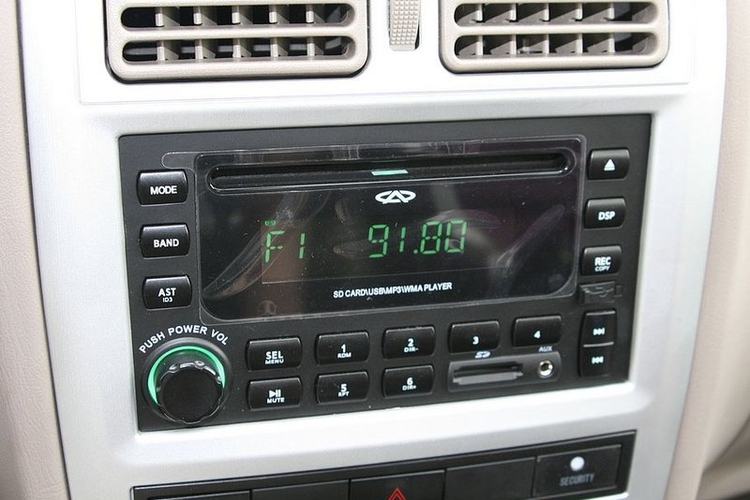 MODE
BAND
AST
ID3
F1 91.80
SD CARD\USB\MP3\WMA PLAYER
DSP
REC
COPY
PUSH POWER VOL
SEL
MENU
1
RDM
2
DIR-
3
4
MUTE
5
RPT
6
DIR+
SD
AUX
SECURITY